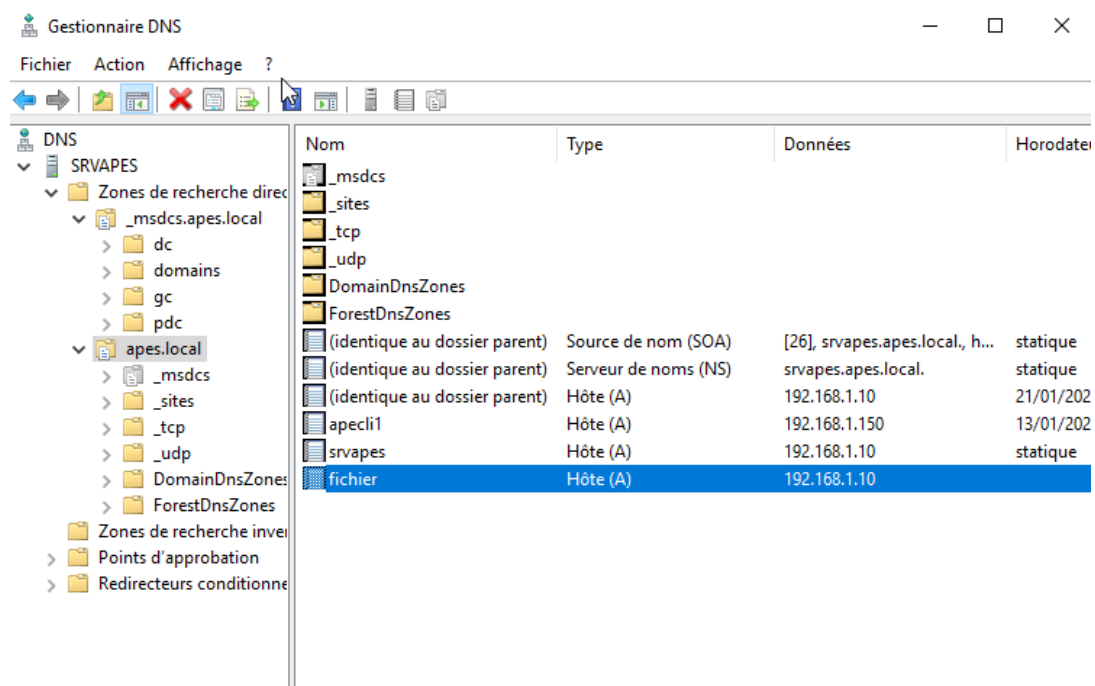 Gestionnaire DNS
Fichier Action Affichage ?
DNS
SRVAPES
Zones de recherche direc
_msdcs.apes.local
dc
domains
gc
pdc
apes.local
_msdcs
_sites
_tcp
_udp
DomainDnsZones
ForestDnsZones
Zones de recherche inver
Points d'approbation
Redirecteurs conditionne
Nom Type Données Horodateu
_msdcs
_sites
_tcp
_udp
DomainDnsZones
ForestDnsZones
(identique au dossier parent) Source de nom (SOA) [26], srvapes.apes.local., h... statique
(identique au dossier parent) Serveur de noms (NS) srvapes.apes.local. statique
(identique au dossier parent) Hôte (A) 192.168.1.10 21/01/202
apecli1 Hôte (A) 192.168.1.150 13/01/202
srvapes Hôte (A) 192.168.1.10 statique
fichier Hôte (A) 192.168.1.10